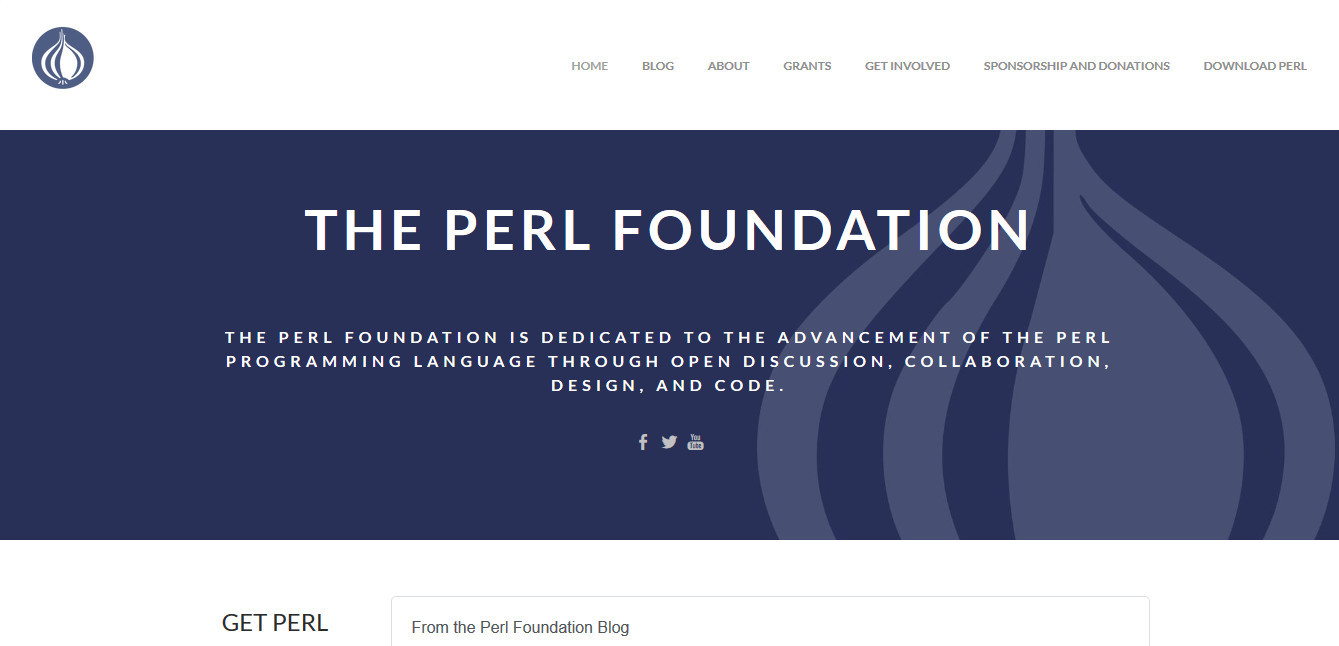 HOME BLOG ABOUT GRANTS GET INVOLVED SPONSORSHIP AND DONATIONS DOWNLOAD PERL
THE PERL FOUNDATION
THE PERL FOUNDATION IS DEDICATED TO THE ADVANCEMENT OF THE PERL
PROGRAMMING LANGUAGE THROUGH OPEN DISCUSSION, COLLABORATION,
DESIGN, AND CODE.
You Tube
GET PERL
From the Perl Foundation Blog